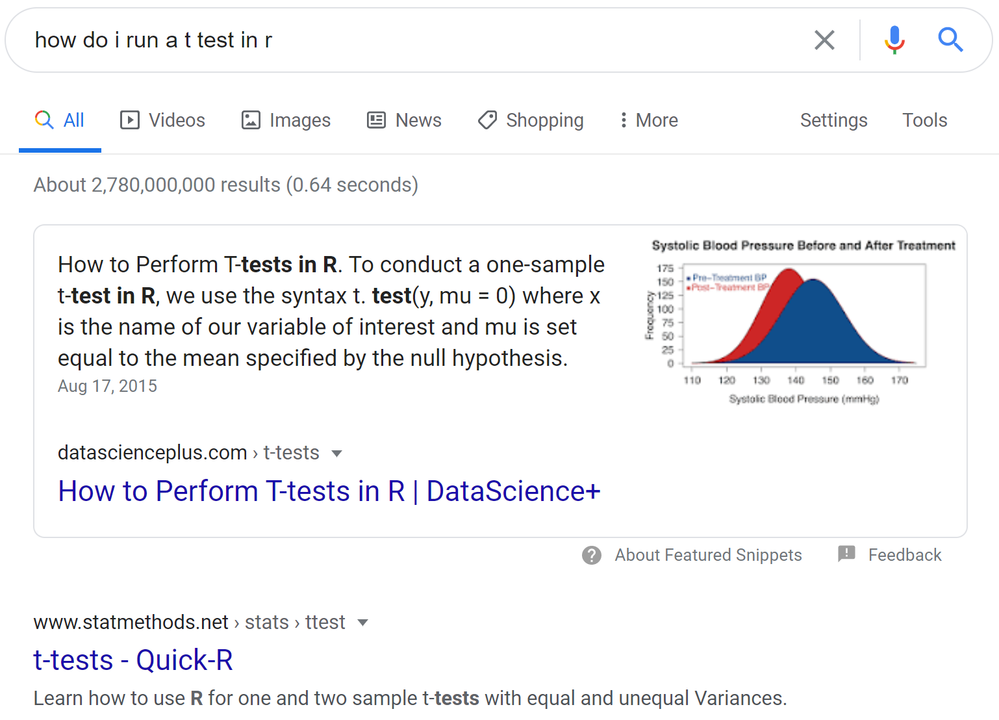 how do i run a t test in r
All Videos Images News Shopping More Settings Tools
About 2,780,000,000 results (0.64 seconds)
How to Perform T-tests in R. To conduct a one-sample
t-test in R, we use the syntax t. test(y, mu = 0) where x
is the name of our variable of interest and mu is set
equal to the mean specified by the null hypothesis.
Aug 17, 2015
Systolic Blood Pressure Before and After Treatment
Pre-Treatment BP
Post-Treatment BP
Frequency
175
150
125
100
75
50
25
0
110 120 130 140 150 160 170
Systolic Blood Pressure (mmHg)
datascienceplus.com › t-tests
How to Perform T-tests in R | DataScience+
About Featured Snippets Feedback
www.statmethods.net › stats › ttest
t-tests - Quick-R
Learn how to use R for one and two sample t-tests with equal and unequal Variances.